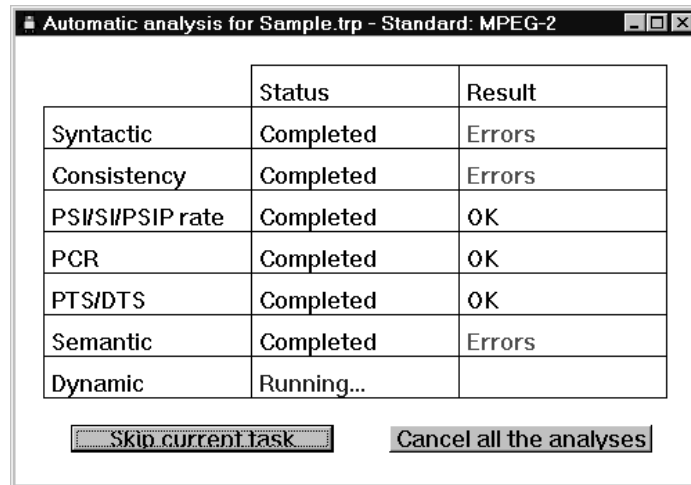 Automatic analysis for Sample.trp - Standard: MPEG-2
Status Result
Syntactic Completed Errors
Consistency Completed Errors
PSI/SI/PSIP rate Completed OK
PCR Completed OK
PTS/DTS Completed OK
Semantic Completed Errors
Dynamic Running...
Skip current task Cancel all the analyses